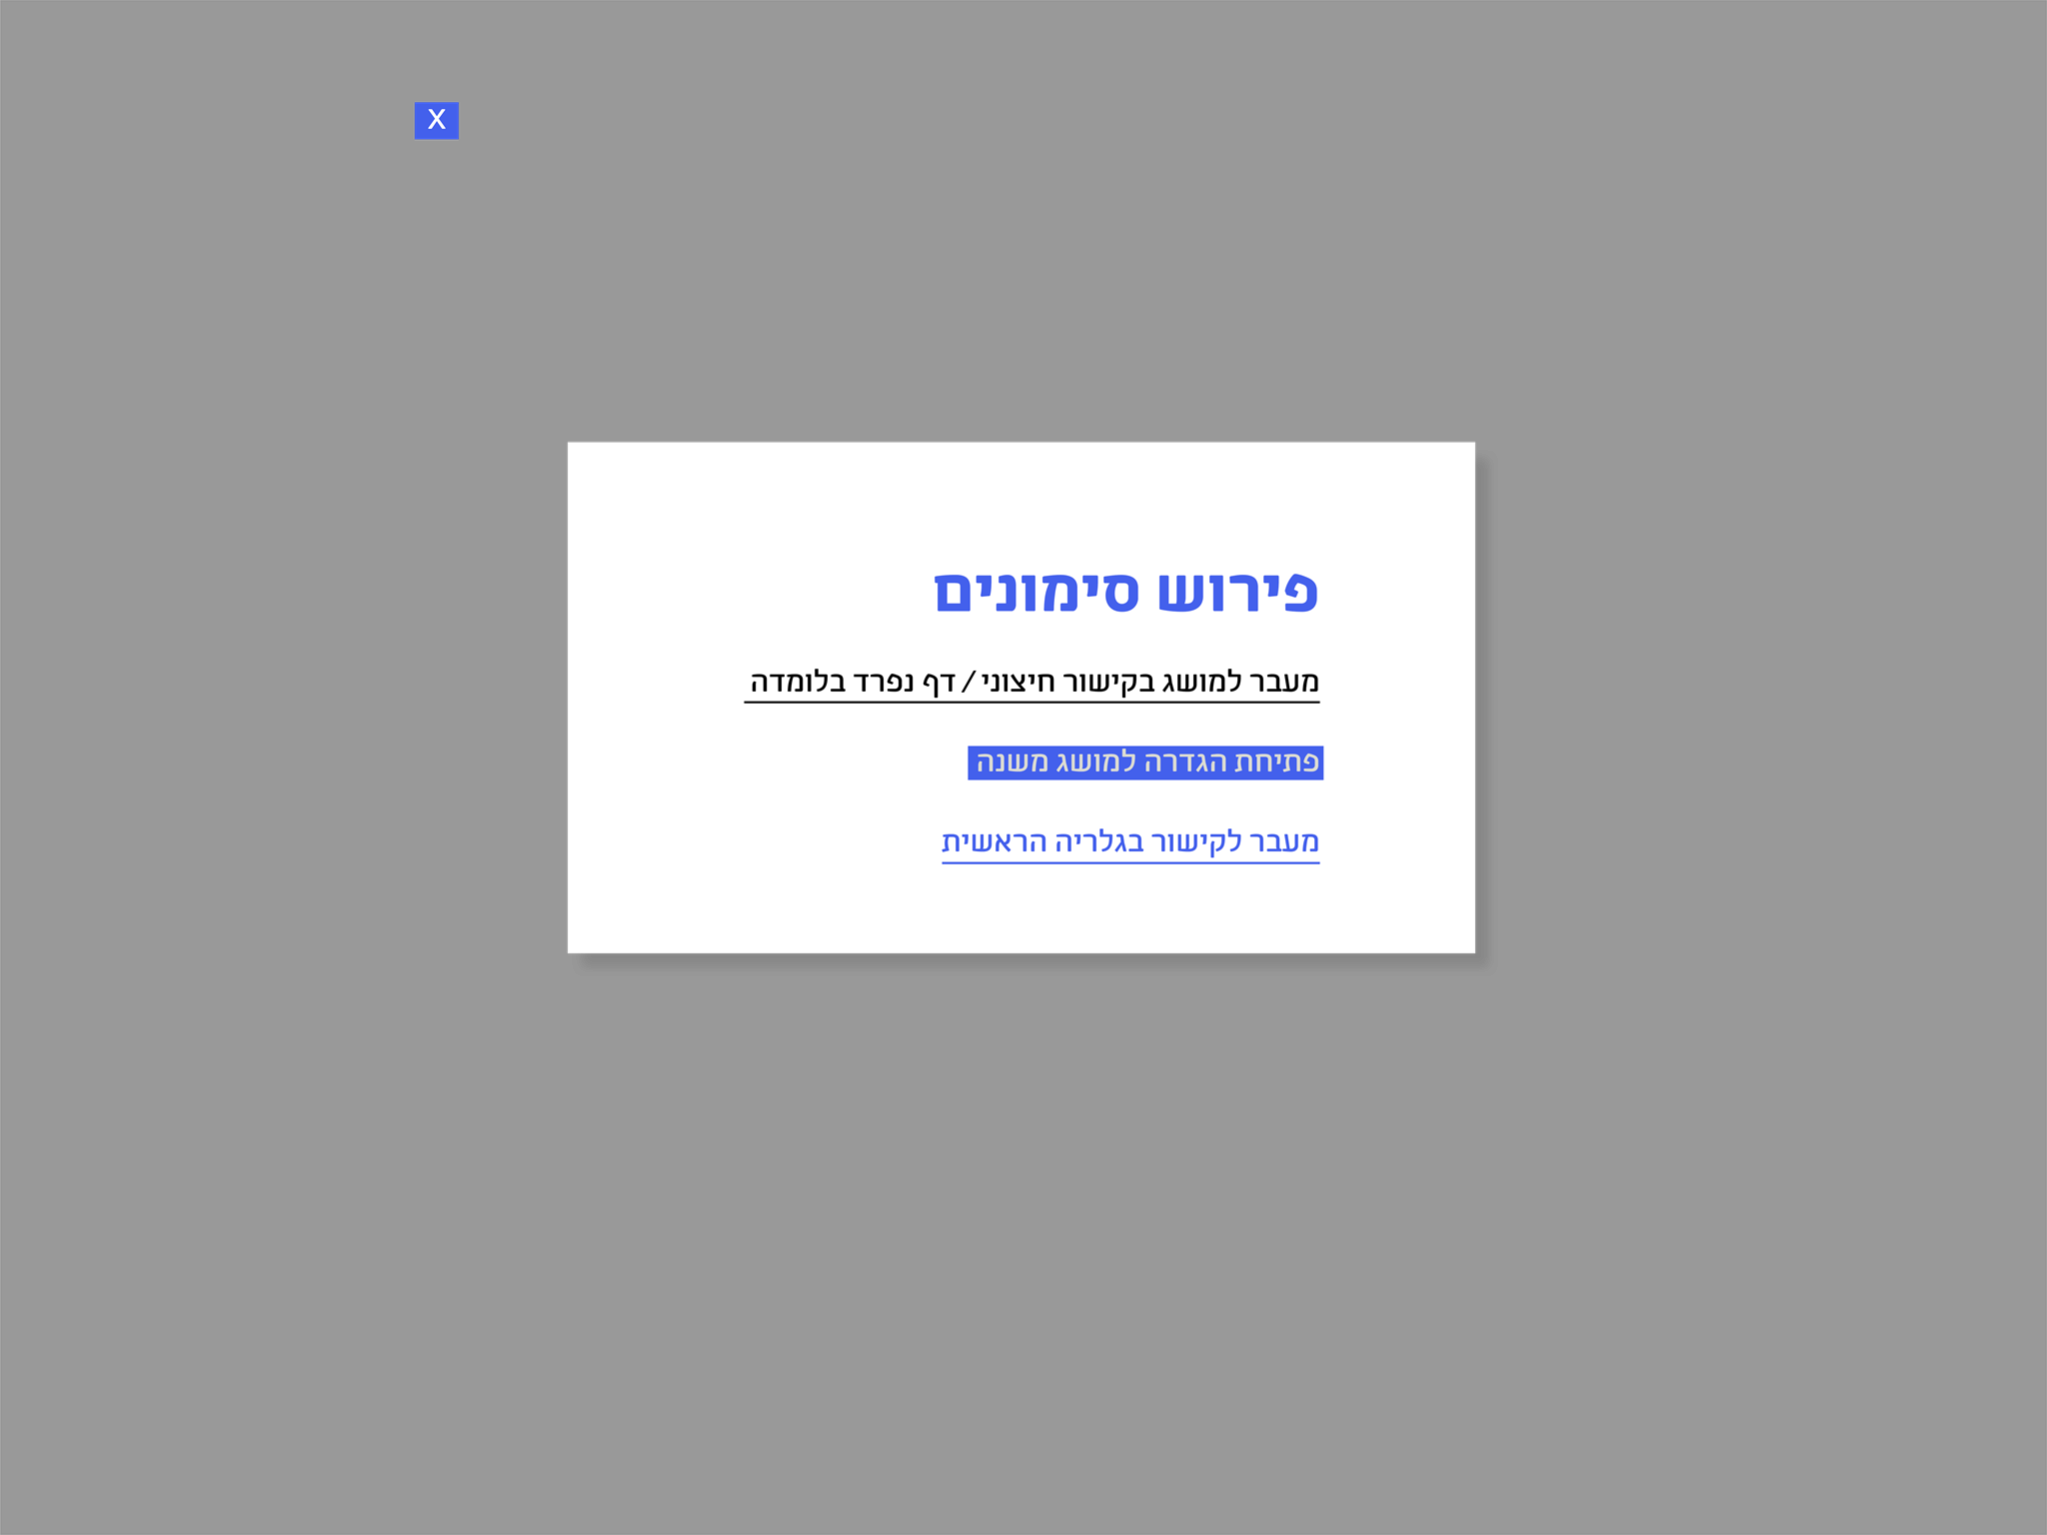 X
פירוש סימונים
מעבר למושג בקישור חיצוני / דף נפרד בלומדה
פתיחת הגדרה למושג משנה
מעבר לקישור בגלריה הראשית